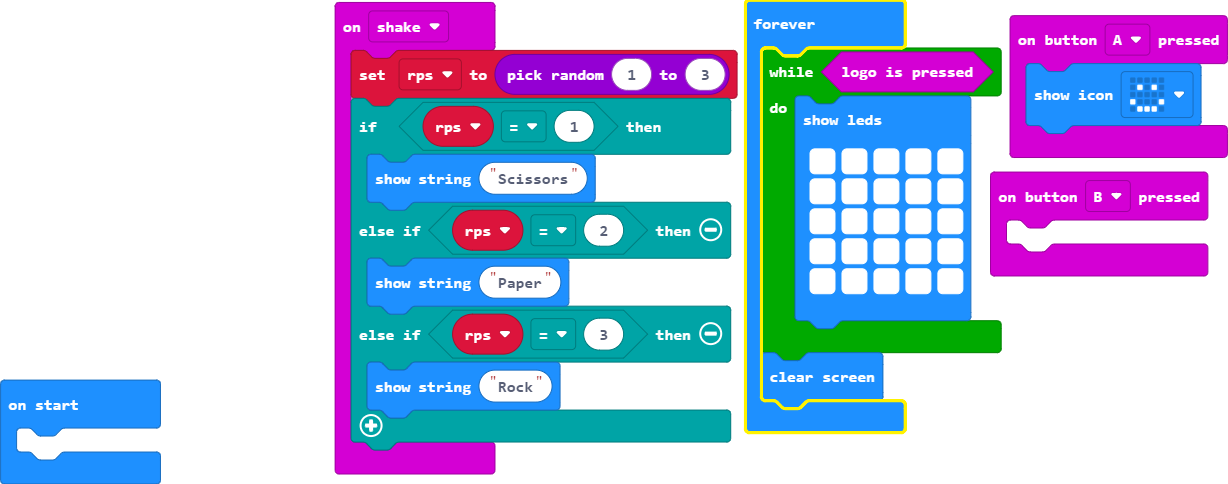 on shake
set rps to pick random 1 to 3
if rps = 1 then
show string "Scissors"
else if rps = 2 then
show string "Paper"
else if rps = 3 then
show string "Rock"
on start
forever
while logo is pressed
do
show leds
clear screen
on button A pressed
show icon
on button B pressed